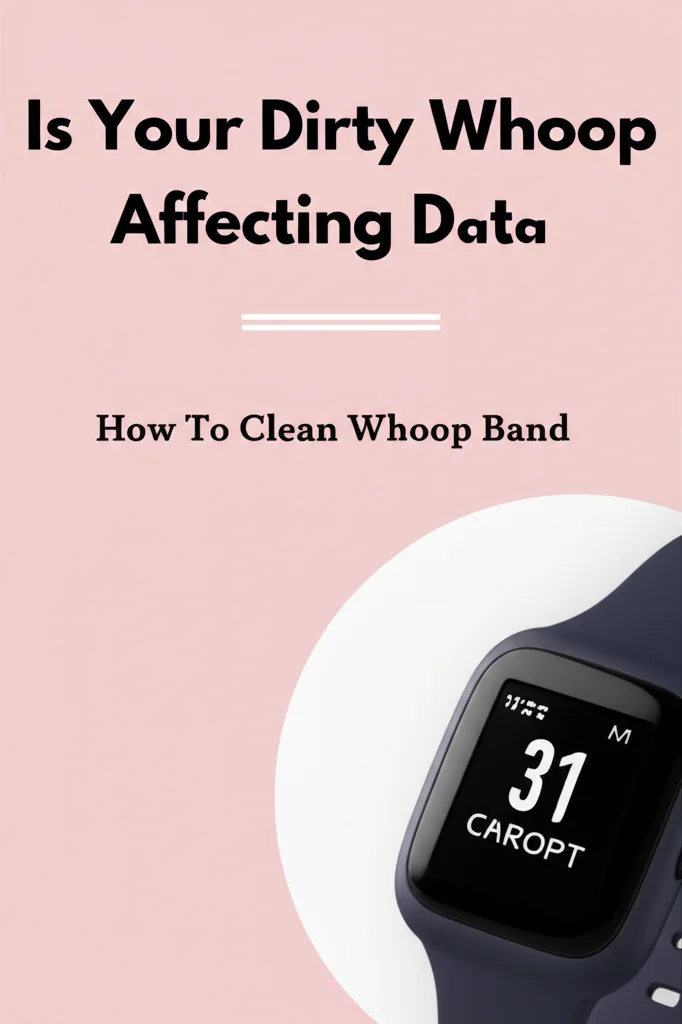 Is Your Dirty Whoop
Affecting Data
How To Clean Whoop Band
M
31
CAROPT